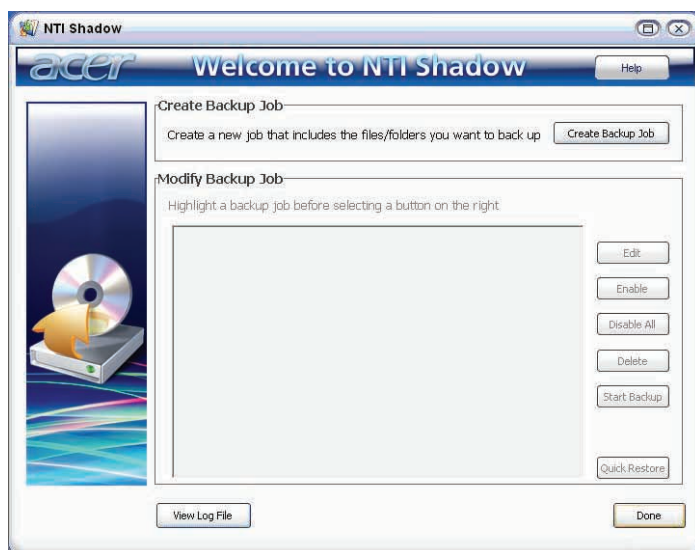 NTI Shadow
acer
Welcome to NTI Shadow
Help
Create Backup Job
Create a new job that includes the files/folders you want to back up
Create Backup Job
Modify Backup Job
Highlight a backup job before selecting a button on the right
Edit
Enable
Disable All
Delete
Start Backup
Quick Restore
View Log File
Done